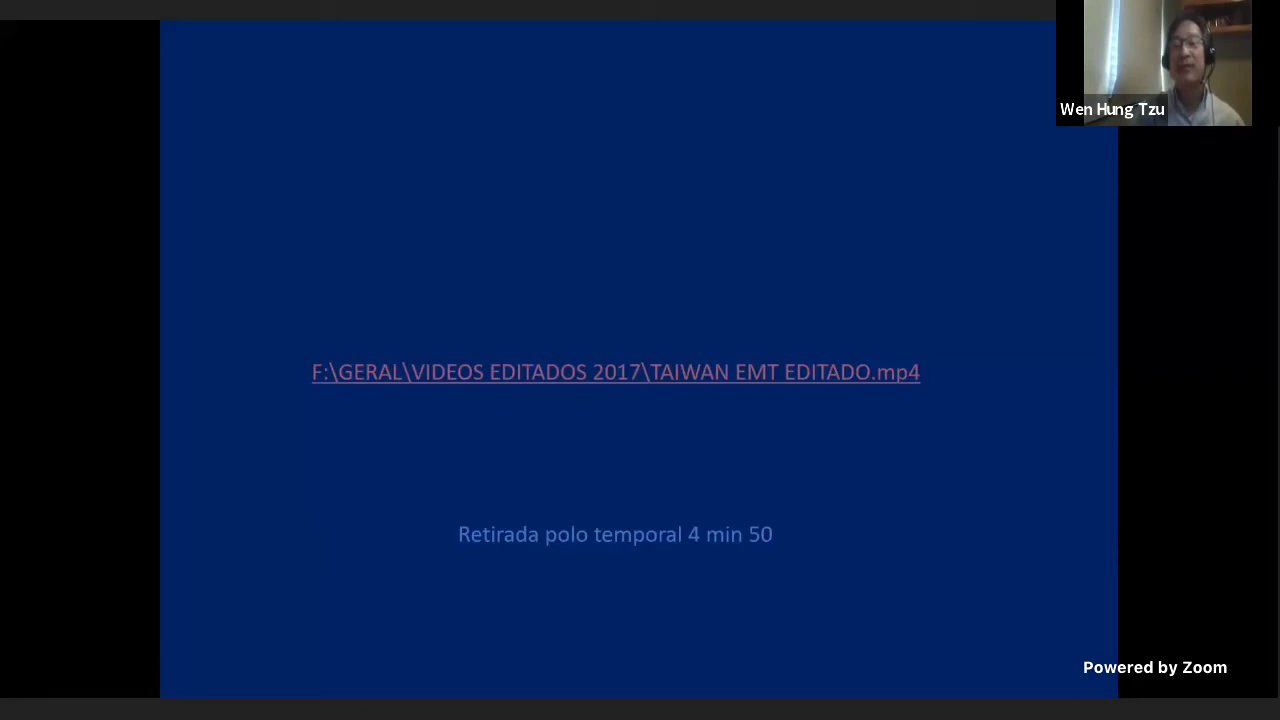 Wen Hung Tzu
F:\GERAL\VIDEOS EDITADOS 2017\TAIWAN EMT EDITADO.mp4
Retirada polo temporal 4 min 50
Powered by Zoom